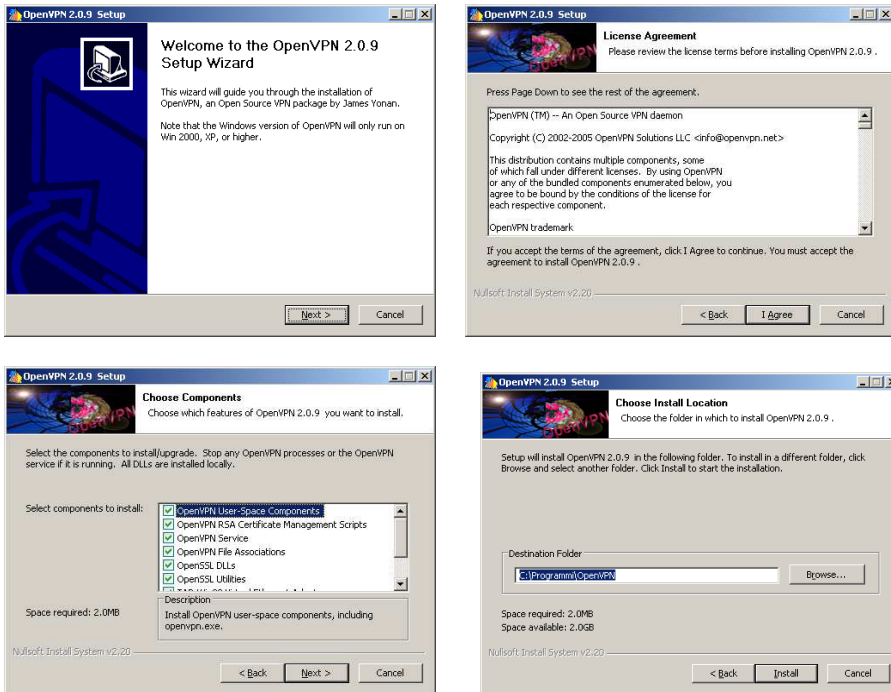 OpenVPN 2.0.9 Setup
Welcome to the OpenVPN 2.0.9
Setup Wizard
This wizard will guide you through the installation of
OpenVPN, an Open Source VPN package by James Yonan.
Note that the Windows version of OpenVPN will only run on
Win 2000, XP, or higher.
Next >
Cancel
OpenVPN 2.0.9 Setup
OpenVPN
License Agreement
Please review the license terms before installing OpenVPN 2.0.9 .
Press Page Down to see the rest of the agreement.
OpenVPN (TM) -- An Open Source VPN daemon
Copyright (C) 2002-2005 OpenVPN Solutions LLC <info@openvpn.net>
This distribution contains multiple components, some
of which fall under different licenses. By using OpenVPN
or any of the bundled components enumerated below, you
agree to be bound by the conditions of the license for
each respective component.
OpenVPN trademark
If you accept the terms of the agreement, click I Agree to continue. You must accept the
agreement to install OpenVPN 2.0.9 .
Nullsoft Install System v2.20
< Back
I Agree
Cancel
OpenVPN 2.0.9 Setup
OpenVPN
Choose Components
Choose which features of OpenVPN 2.0.9 you want to install.
Select the components to install/upgrade. Stop any OpenVPN processes or the OpenVPN
service if it is running. All DLLs are installed locally.
Select components to install:
OpenVPN User-Space Components
OpenVPN RSA Certificate Management Scripts
OpenVPN Service
OpenVPN File Associations
OpenSSL DLLs
OpenSSL Utilities
Space required: 2.0MB
Description
Install OpenVPN user-space components, including
openvpn.exe.
Nullsoft Install System v2.20
< Back
Next >
Cancel
OpenVPN 2.0.9 Setup
OpenVPN
Choose Install Location
Choose the folder in which to install OpenVPN 2.0.9 .
Setup will install OpenVPN 2.0.9 in the following folder. To install in a different folder, click
Browse and select another folder. Click Install to start the installation.
Destination Folder
C:\Programmi\OpenVPN
Browse...
Space required: 2.0MB
Space available: 2.0GB
Nullsoft Install System v2.20
< Back
Install
Cancel